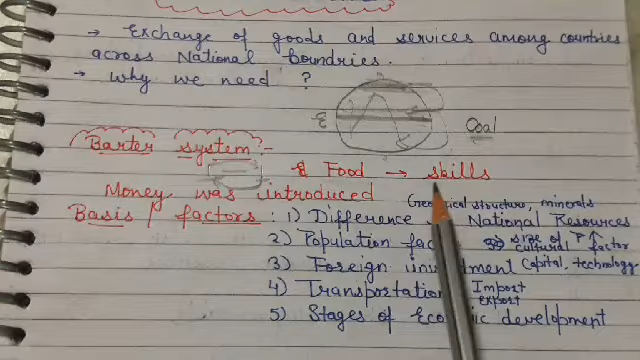 → Exchange of goods and services among countries
across National boundries.
→ Why we need ?
Coal
Barter system :-
Food → skills
Money was introduced
structure, minerals
Basis / factors : 1) Difference National Resources
2) Population size of P↑
cultural factor
3) Foreign Capital, technology
4) Transportation Import
export
5) Stages of development